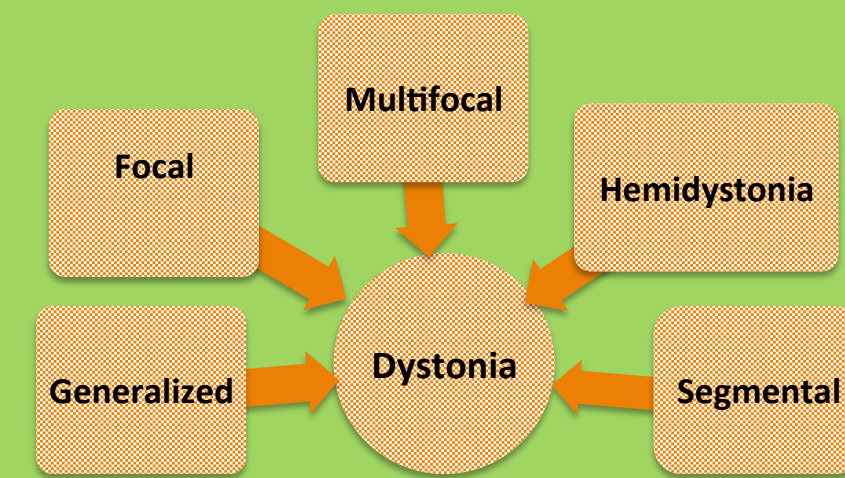 Multifocal
Focal
Hemidystonia
Dystonia
Generalized
Segmental